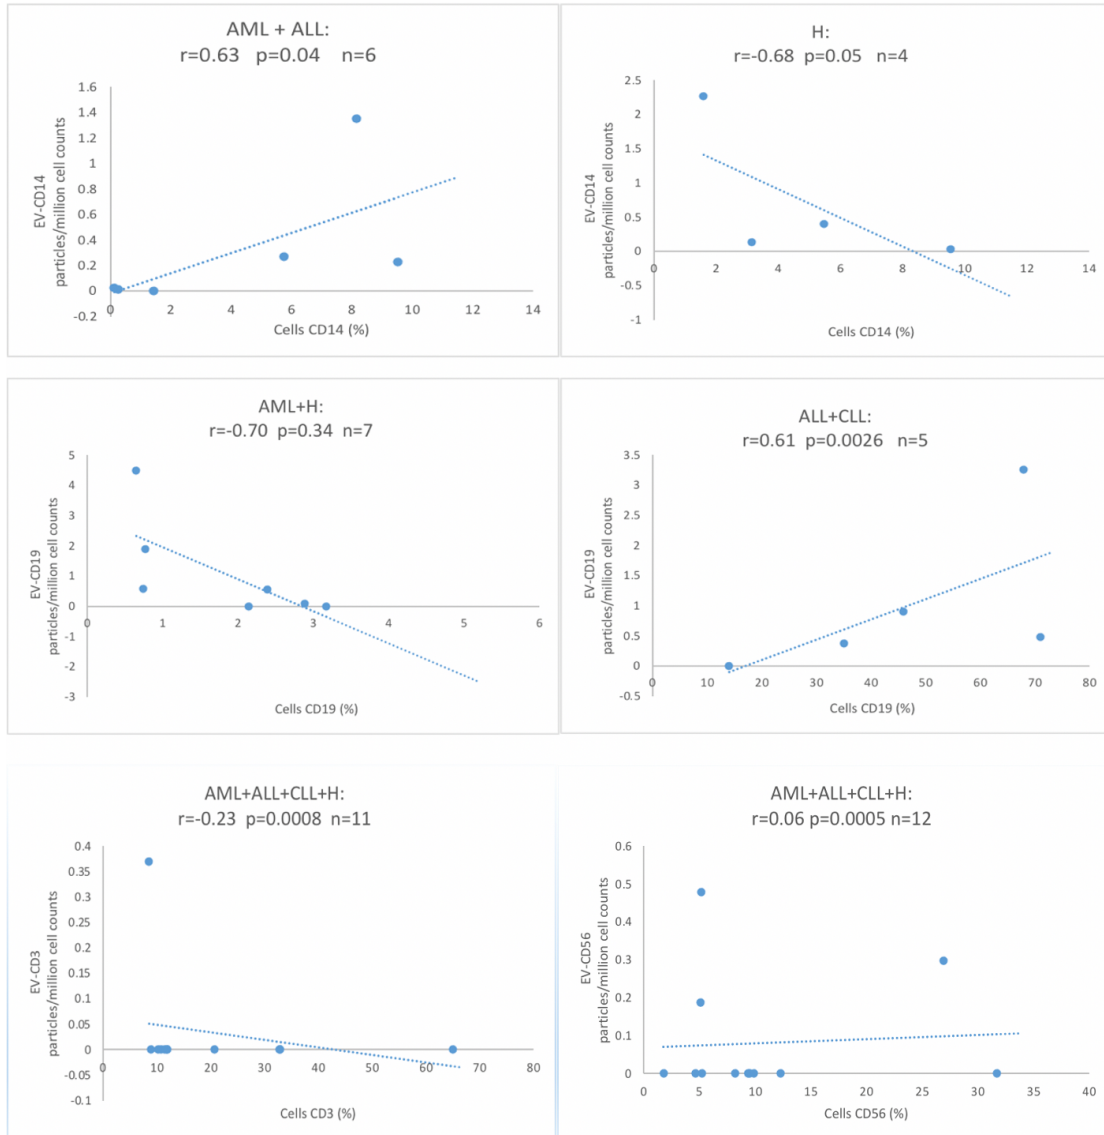 AML + ALL:
r=0.63 p=0.04 n=6
1.6
1.4
1.2
1
0.8
0.6
0.4
0.2
0
-0.2
0 2 4 6 8 10 12 14
EV-CD14
particles/million cell counts
Cells CD14 (%)
H:
r=-0.68 p=0.05 n=4
2.5
2
1.5
1
0.5
0
-0.5
-1
0 2 4 6 8 10 12 14
EV-CD14
particles/million cell counts
Cells CD14 (%)
AML+H:
r=-0.70 p=0.34 n=7
5
4
3
2
1
0
-1
-2
-3
0 1 2 3 4 5 6
EV-CD19
particles/million cell counts
Cells CD19 (%)
ALL+CLL:
r=0.61 p=0.0026 n=5
3.5
3
2.5
2
1.5
1
0.5
0
-0.5
0 10 20 30 40 50 60 70 80
EV-CD19
particles/million cell counts
Cells CD19 (%)
AML+ALL+CLL+H:
r=-0.23 p=0.0008 n=11
0.4
0.35
0.3
0.25
0.2
0.15
0.1
0.05
0
-0.05
-0.1
0 10 20 30 40 50 60 70 80
EV-CD3
particles/million cell counts
Cells CD3 (%)
AML+ALL+CLL+H:
r=0.06 p=0.0005 n=12
0.6
0.5
0.4
0.3
0.2
0.1
0
0 5 10 15 20 25 30 35 40
EV-CD56
particles/million cell counts
Cells CD56 (%)